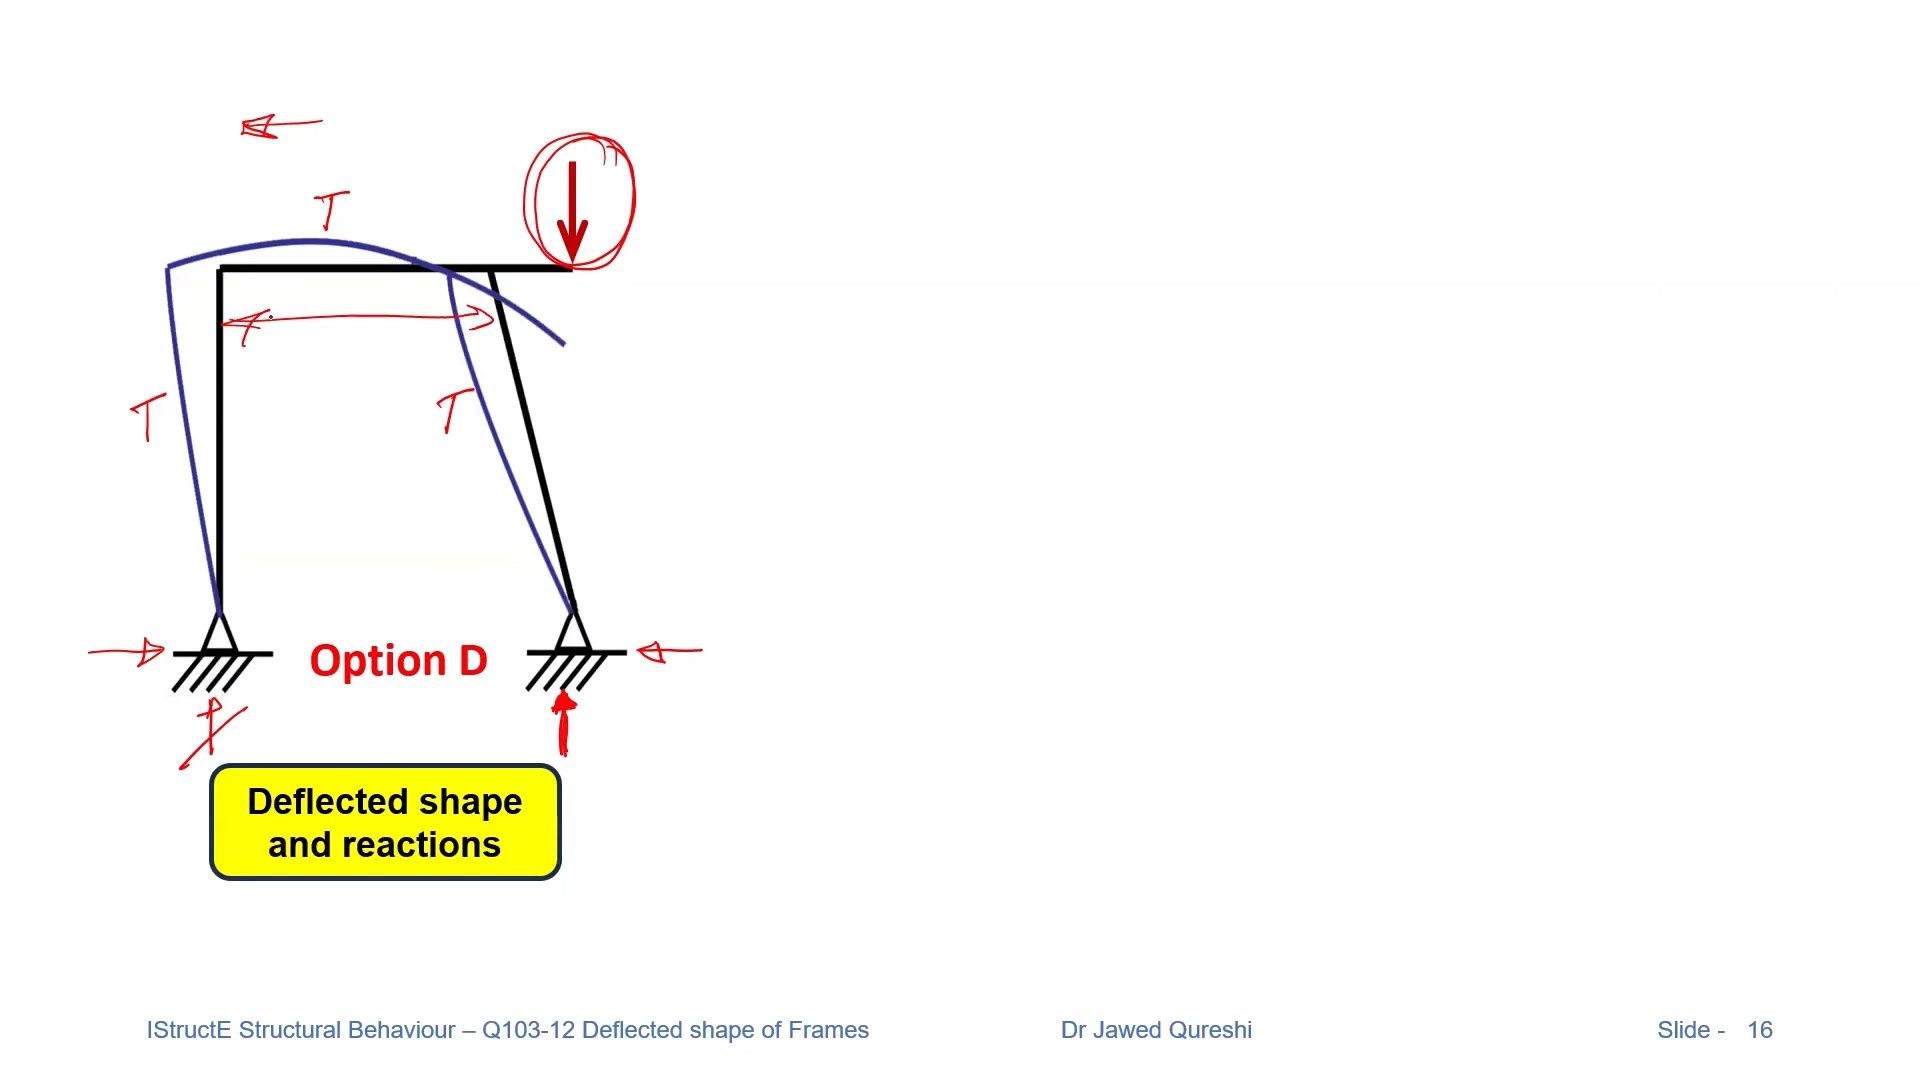 T
T
T
Option D
Deflected shape
and reactions
IStructE Structural Behaviour – Q103-12 Deflected shape of Frames
Dr Jawed Qureshi
Slide - 16